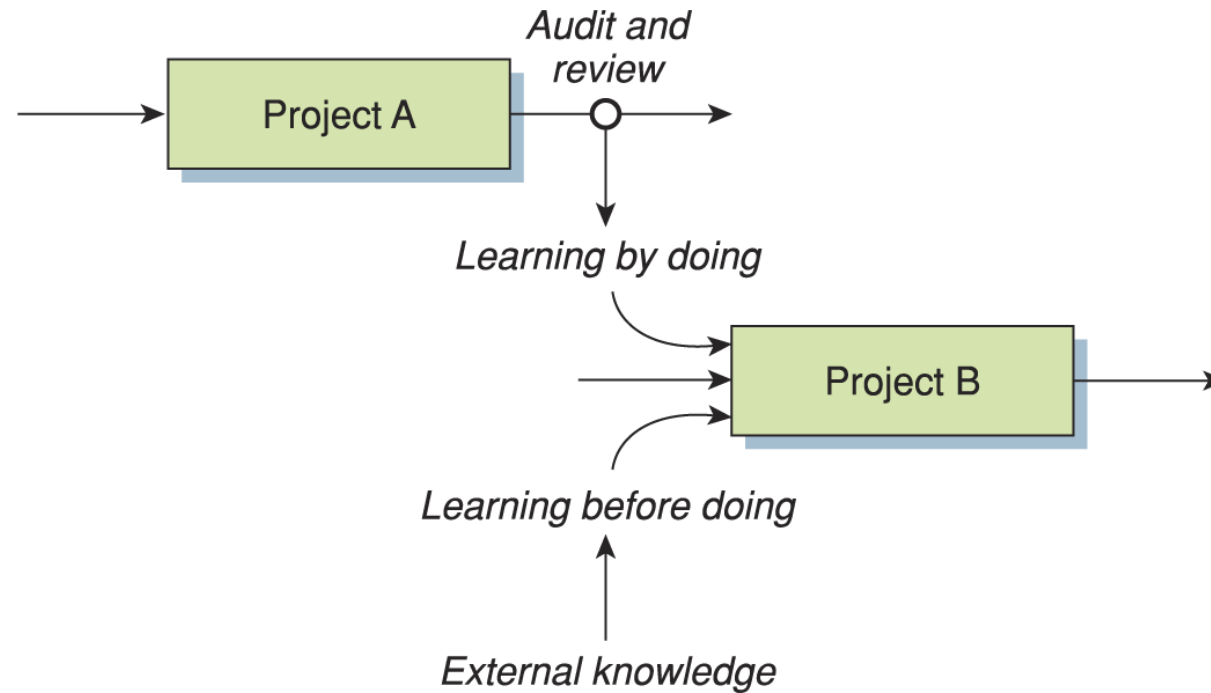 Audit and
review
Project A
Learning by doing
Project B
Learning before doing
External knowledge